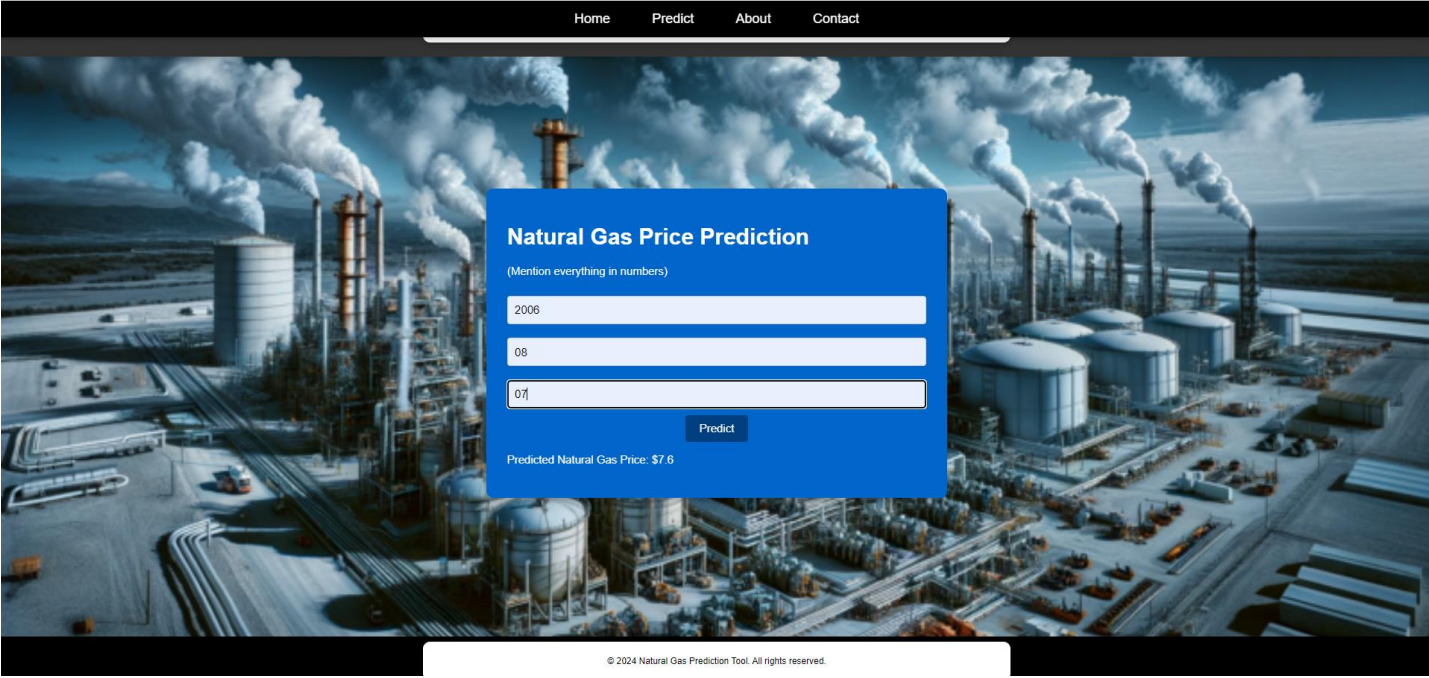 Home Predict About Contact
Natural Gas Price Prediction
(Mention everything in numbers)
2006
08
07
Predict
Predicted Natural Gas Price: $7.6
© 2024 Natural Gas Prediction Tool. All rights reserved.